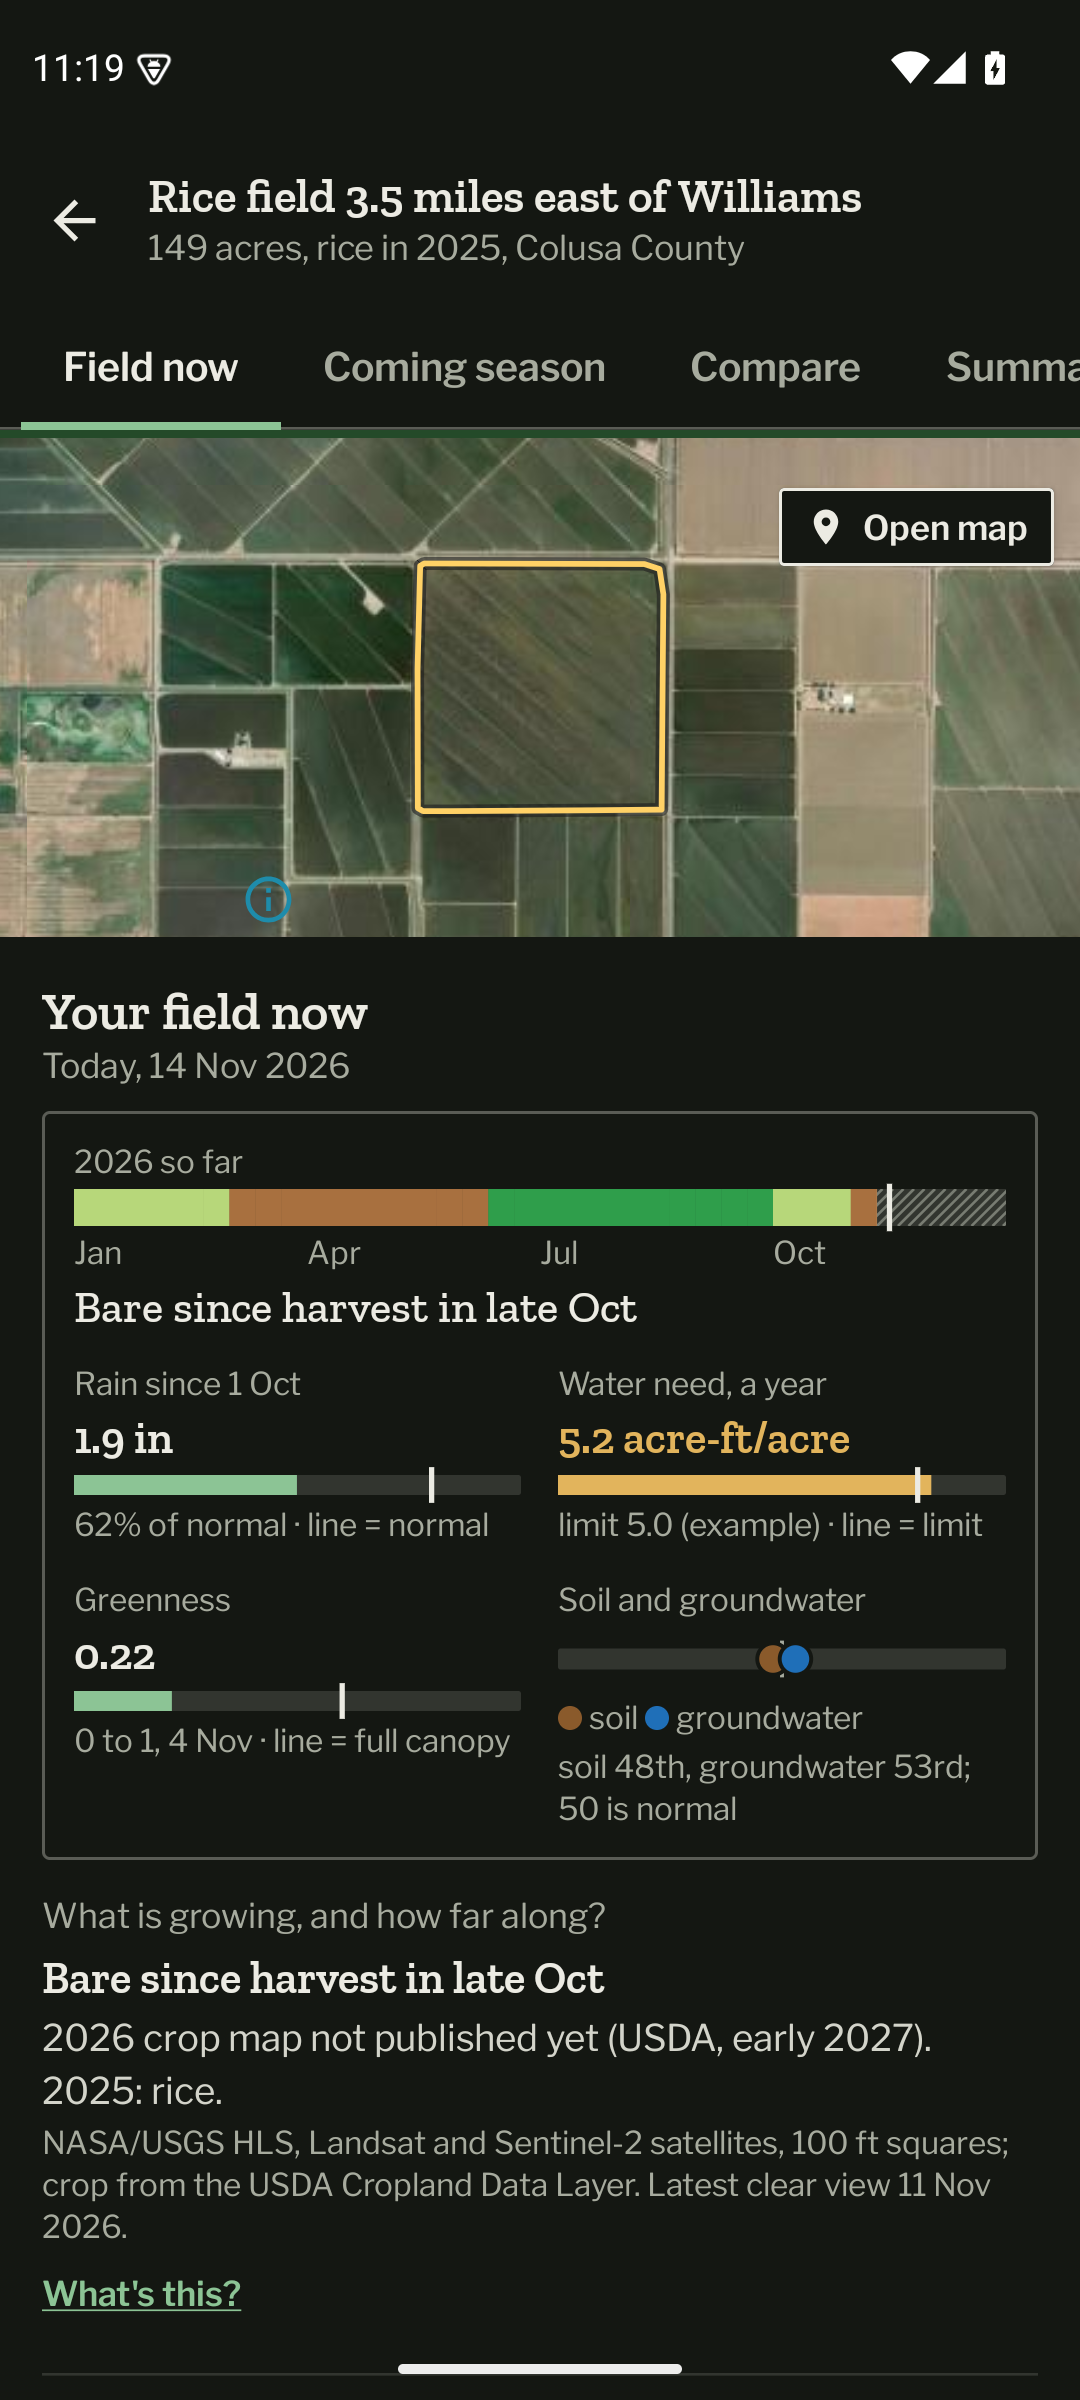 11:19
Rice field 3.5 miles east of Williams
149 acres, rice in 2025, Colusa County
Field now
Coming season
Compare
Summa
Open map
Your field now
Today, 14 Nov 2026
2026 so far
Jan Apr Jul Oct
Bare since harvest in late Oct
Rain since 1 Oct
1.9 in
62% of normal · line = normal
Water need, a year
5.2 acre-ft/acre
limit 5.0 (example) · line = limit
Greenness
0.22
0 to 1, 4 Nov · line = full canopy
Soil and groundwater
soil groundwater
soil 48th, groundwater 53rd;
50 is normal
What is growing, and how far along?
Bare since harvest in late Oct
2026 crop map not published yet (USDA, early 2027).
2025: rice.
NASA/USGS HLS, Landsat and Sentinel-2 satellites, 100 ft squares;
crop from the USDA Cropland Data Layer. Latest clear view 11 Nov
2026.
What's this?